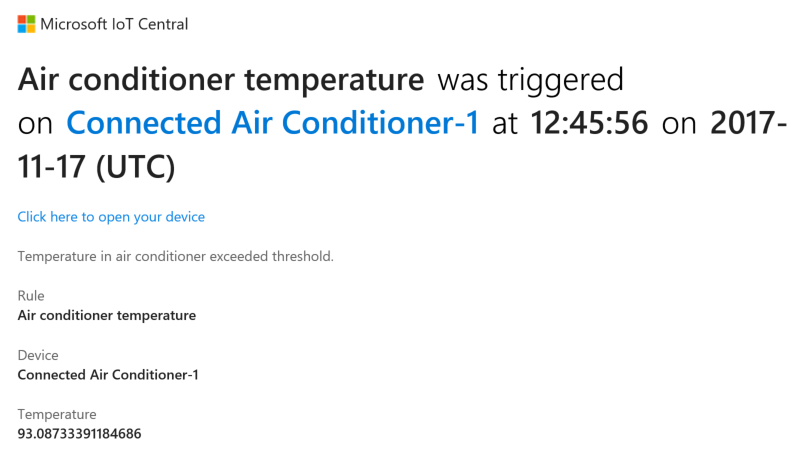 Microsoft IoT Central
Air conditioner temperature was triggered
on Connected Air Conditioner-1 at 12:45:56 on 2017-
11-17 (UTC)
Click here to open your device
Temperature in air conditioner exceeded threshold.
Rule
Air conditioner temperature
Device
Connected Air Conditioner-1
Temperature
93.08733391184686